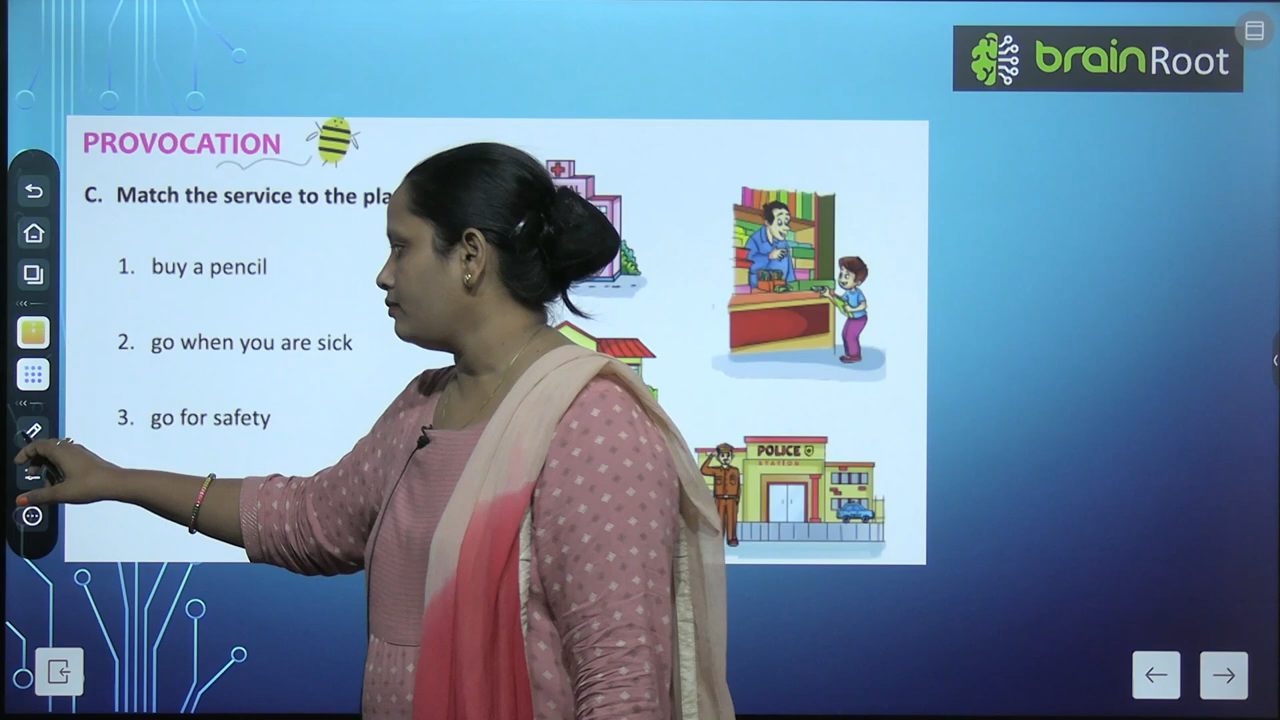 brainRoot
PROVOCATION
C. Match the service to the
1. buy a pencil
2. go when you are sick
3. go for safety
POLICE
STATION